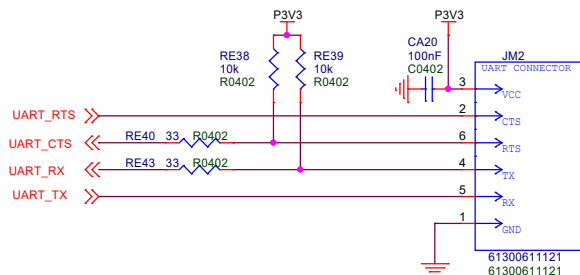 P3V3
P3V3
RE38
10k
R0402
RE39
10k
R0402
CA20
100nF
C0402
JM2
UART CONNECTOR
3
VCC
UART_RTS
2
CTS
UART_CTS
RE40 33 R0402
6
RTS
UART_RX
RE43 33 R0402
4
TX
UART_TX
5
RX
1
GND
61300611121
61300611121